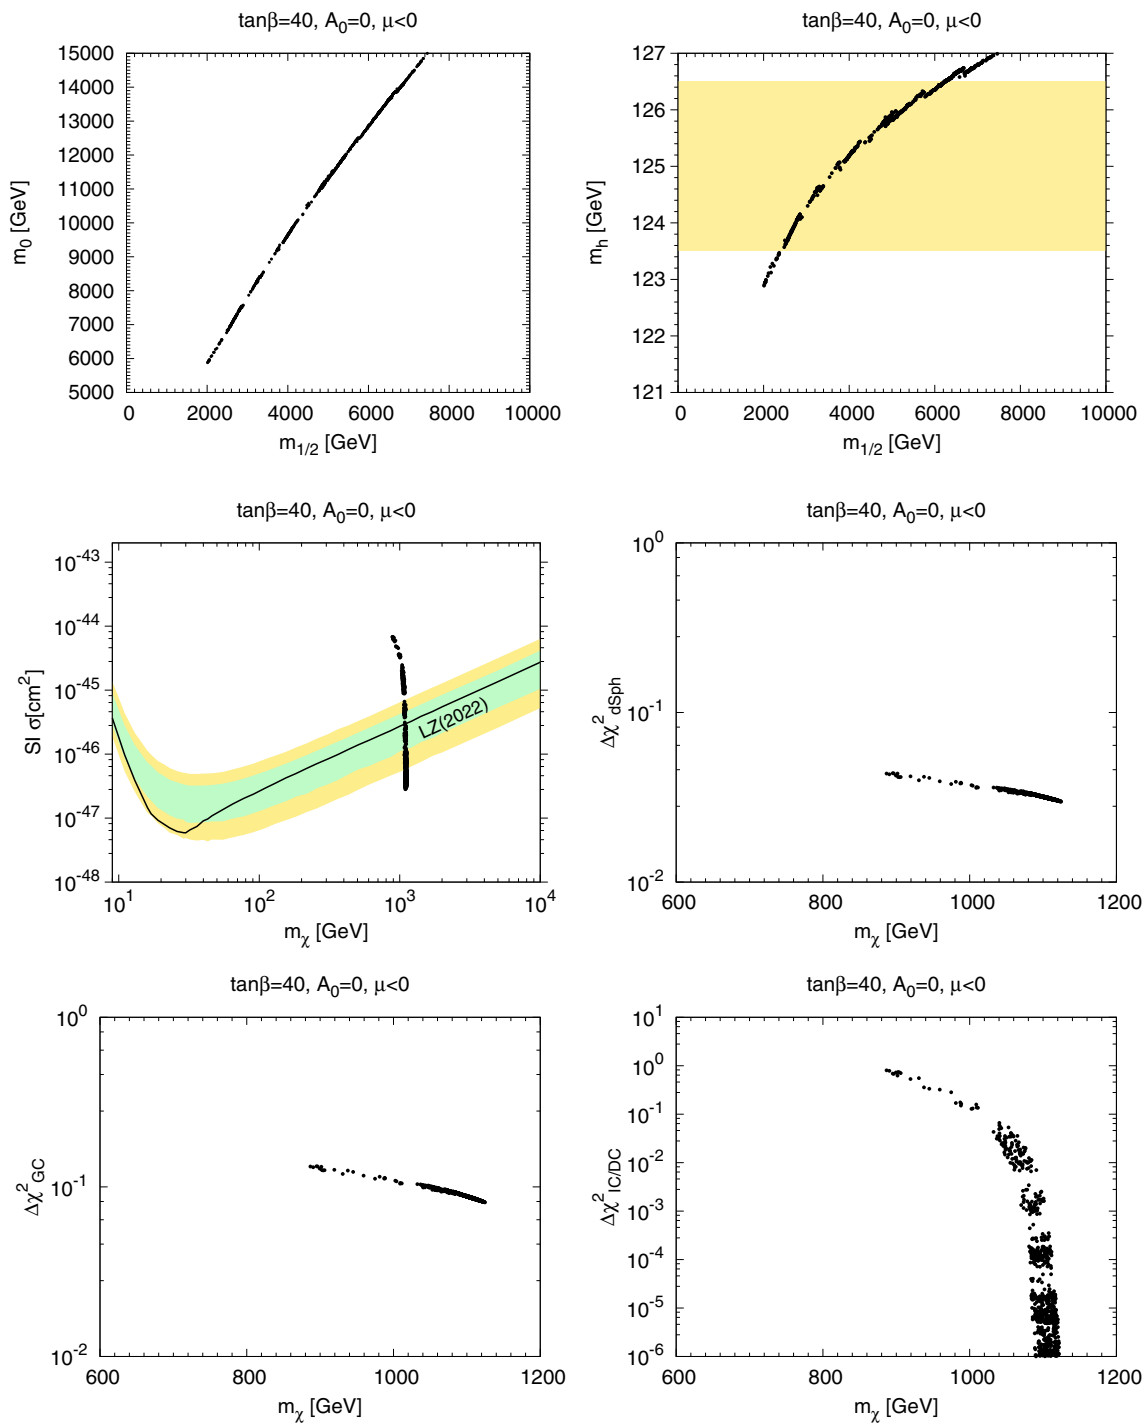 tanβ=40, A₀=0, μ<0
15000
14000
13000
12000
11000
10000
9000
8000
7000
6000
5000
m₀ [GeV]
0 2000 4000 6000 8000 10000
m₁/₂ [GeV]
tanβ=40, A₀=0, μ<0
127
126
125
124
123
122
121
mₕ [GeV]
0 2000 4000 6000 8000 10000
m₁/₂ [GeV]
tanβ=40, A₀=0, μ<0
10⁻⁴³
10⁻⁴⁴
10⁻⁴⁵
10⁻⁴⁶
10⁻⁴⁷
10⁻⁴⁸
SI σ[cm²]
LZ(2022)
10¹ 10² 10³ 10⁴
mᵪ [GeV]
tanβ=40, A₀=0, μ<0
10⁰
10⁻¹
10⁻²
Δχ²dSph
600 800 1000 1200
mᵪ [GeV]
tanβ=40, A₀=0, μ<0
10⁰
10⁻¹
10⁻²
Δχ²GC
600 800 1000 1200
mᵪ [GeV]
tanβ=40, A₀=0, μ<0
10¹
10⁰
10⁻¹
10⁻²
10⁻³
10⁻⁴
10⁻⁵
10⁻⁶
Δχ²IC/DC
600 800 1000 1200
mᵪ [GeV]